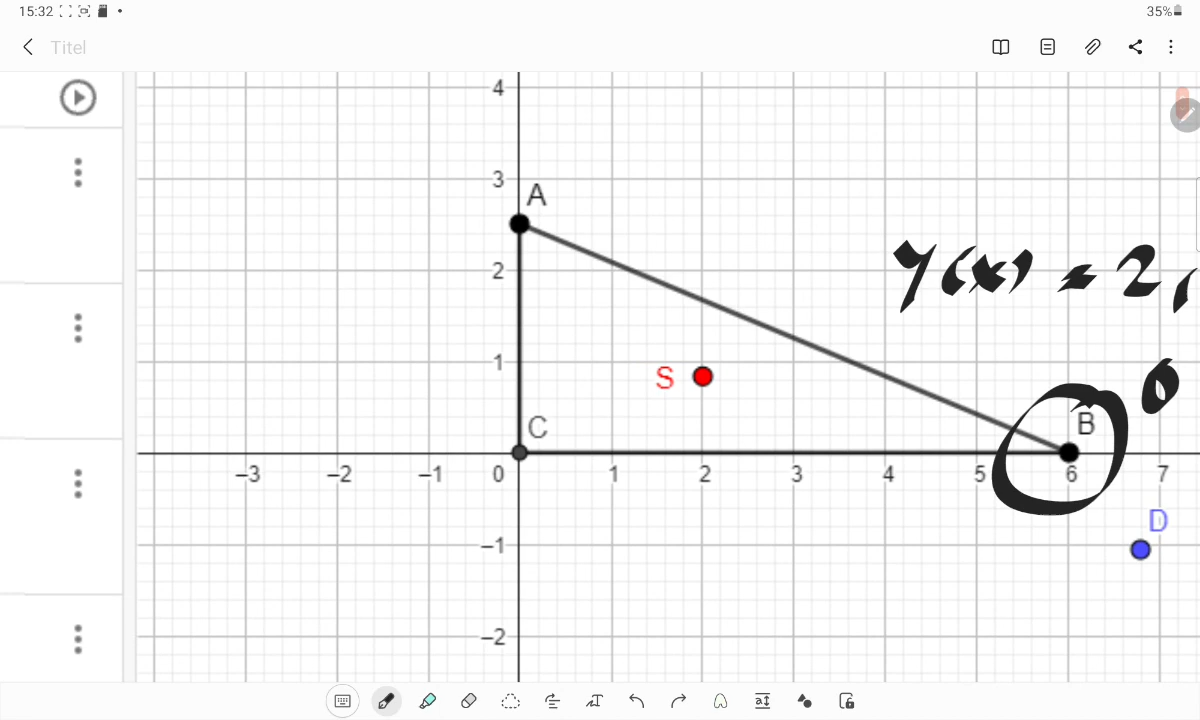 15:32 35%
Titel
4
3
A
2
y(x) = 2,
1
S
0
C
B
−3 −2 −1 0 1 2 3 4 5 6 7
D
−1
−2